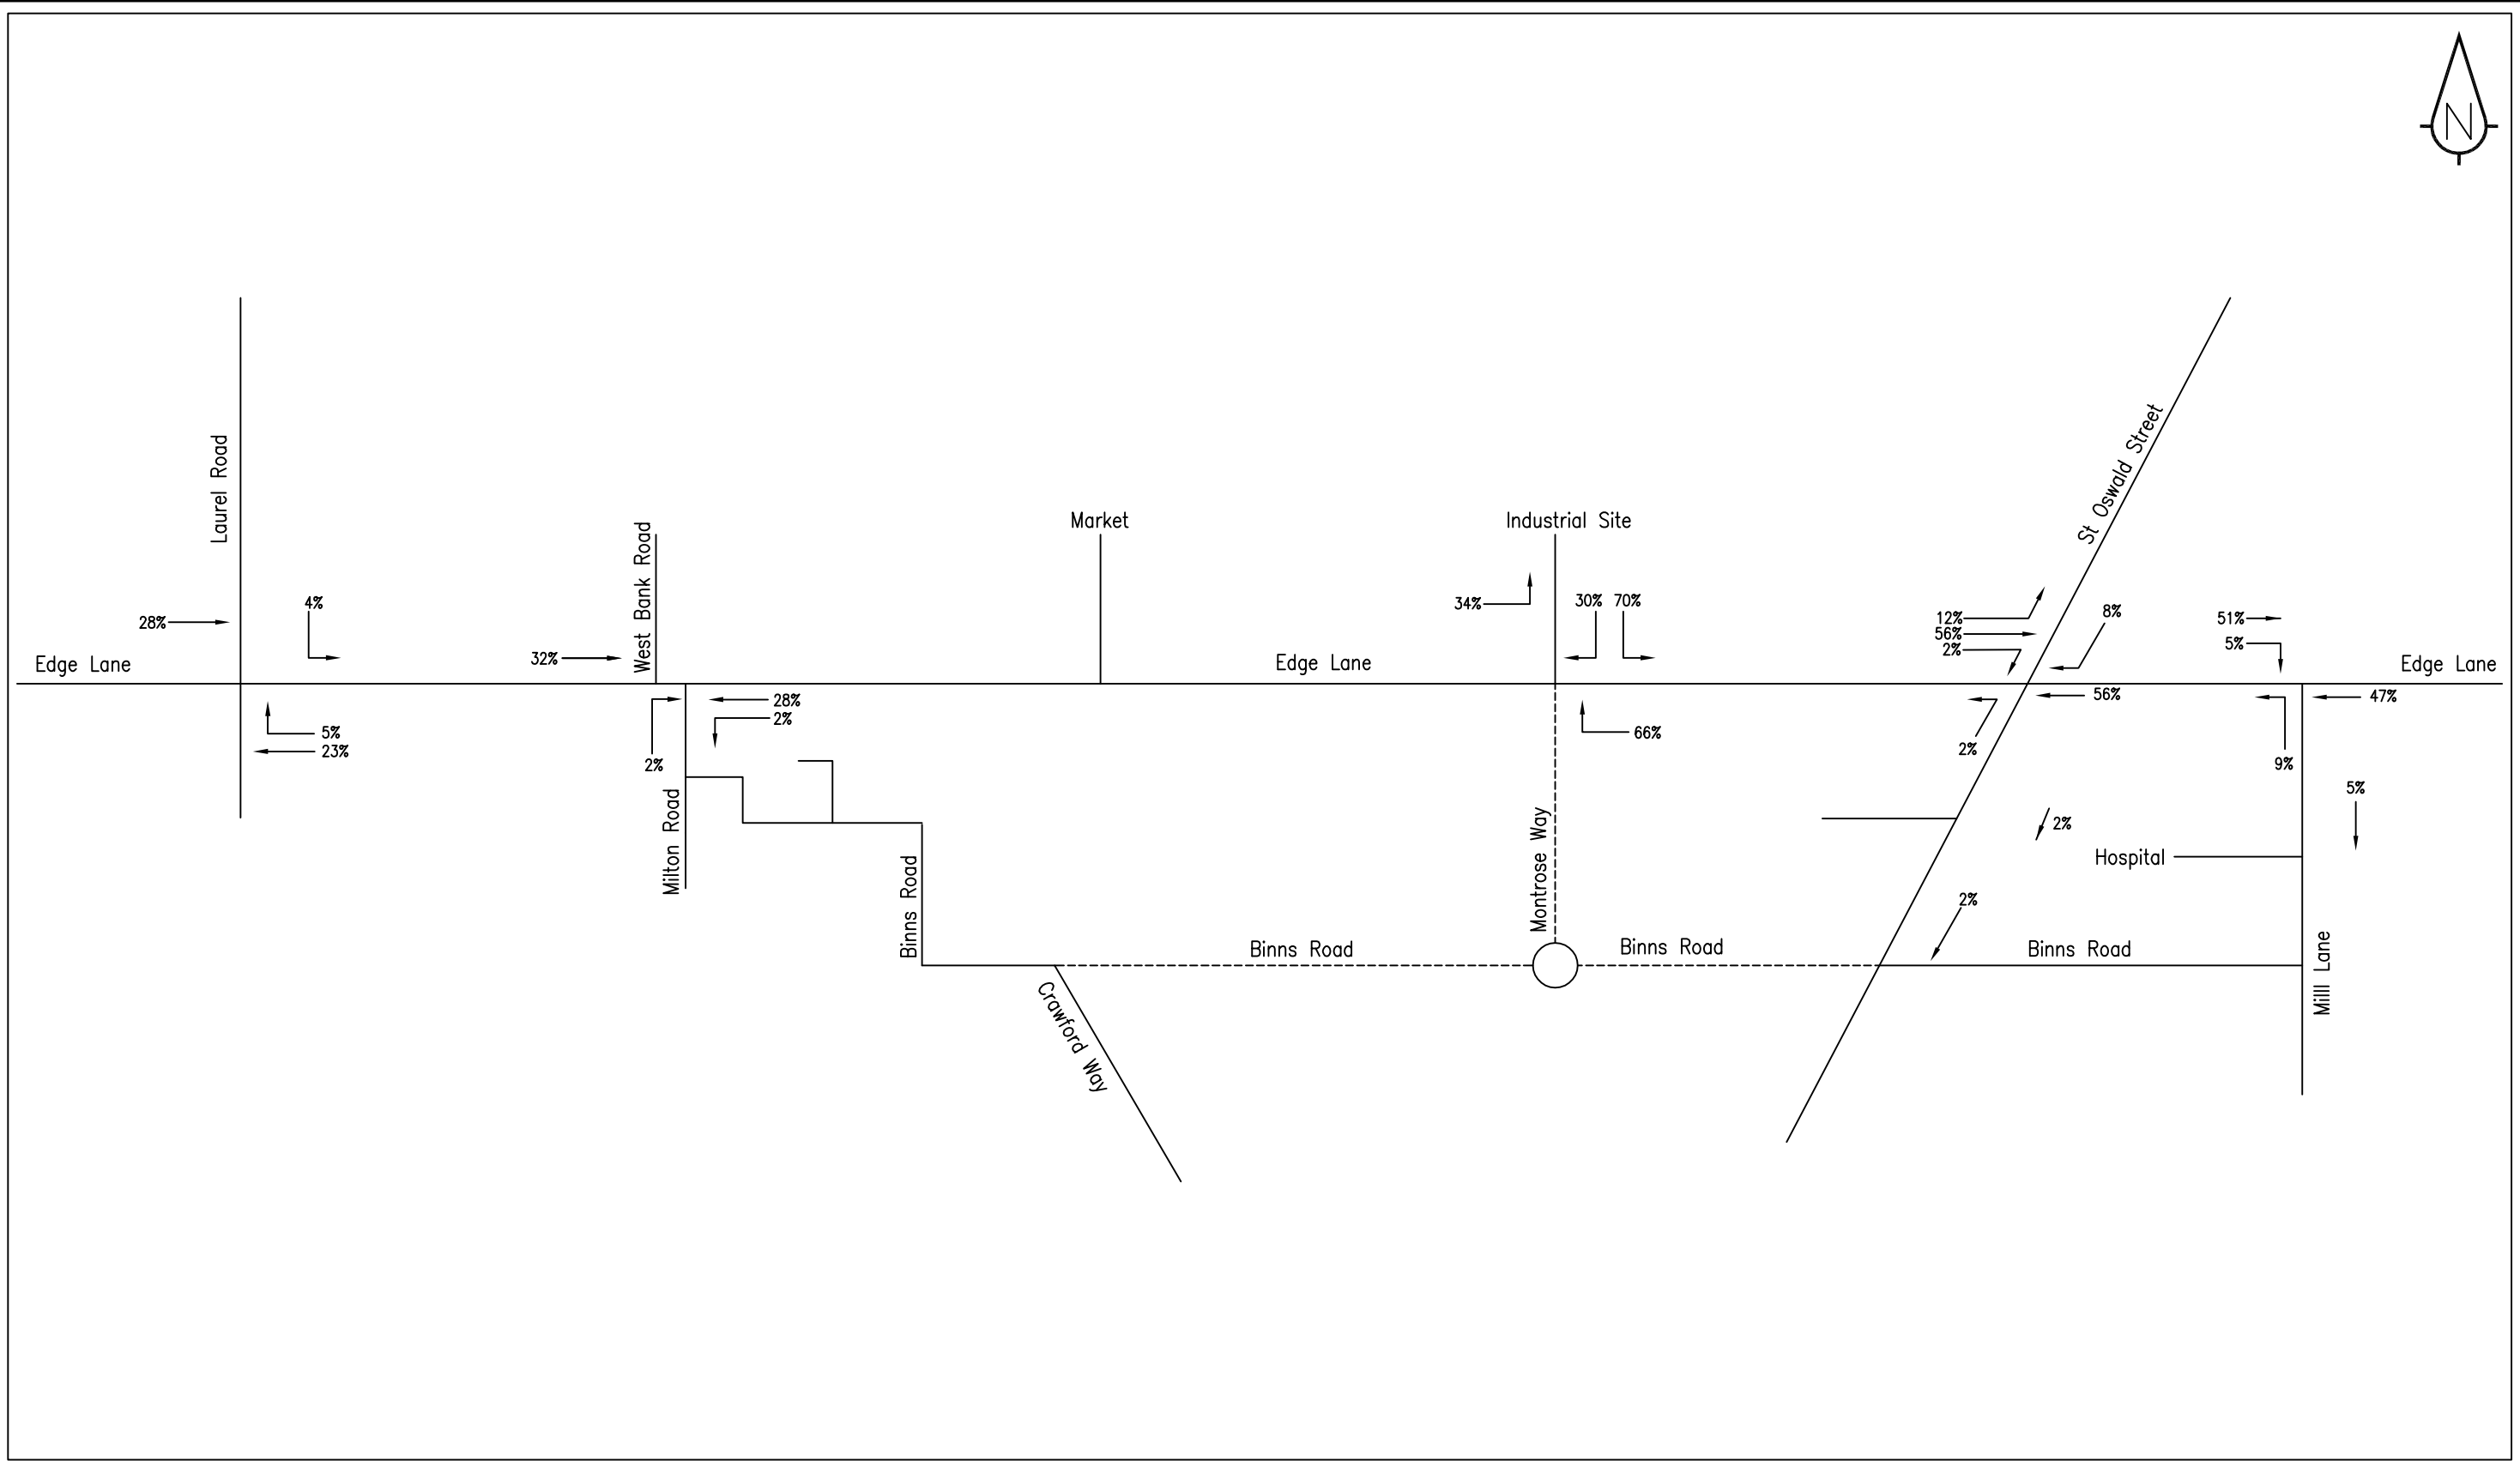 N
Laurel Road
West Bank Road
Market
Industrial Site
St Oswald Street
28%
4%
32%
34%
30% 70%
12%
56%
2%
8%
51%
5%
Edge Lane
Edge Lane
Edge Lane
5%
23%
2%
28%
2%
66%
2%
56%
9%
47%
5%
2%
Hospital
2%
Milton Road
Binns Road
Montrose Way
Binns Road
Binns Road
Binns Road
Milll Lane
Crawford Way